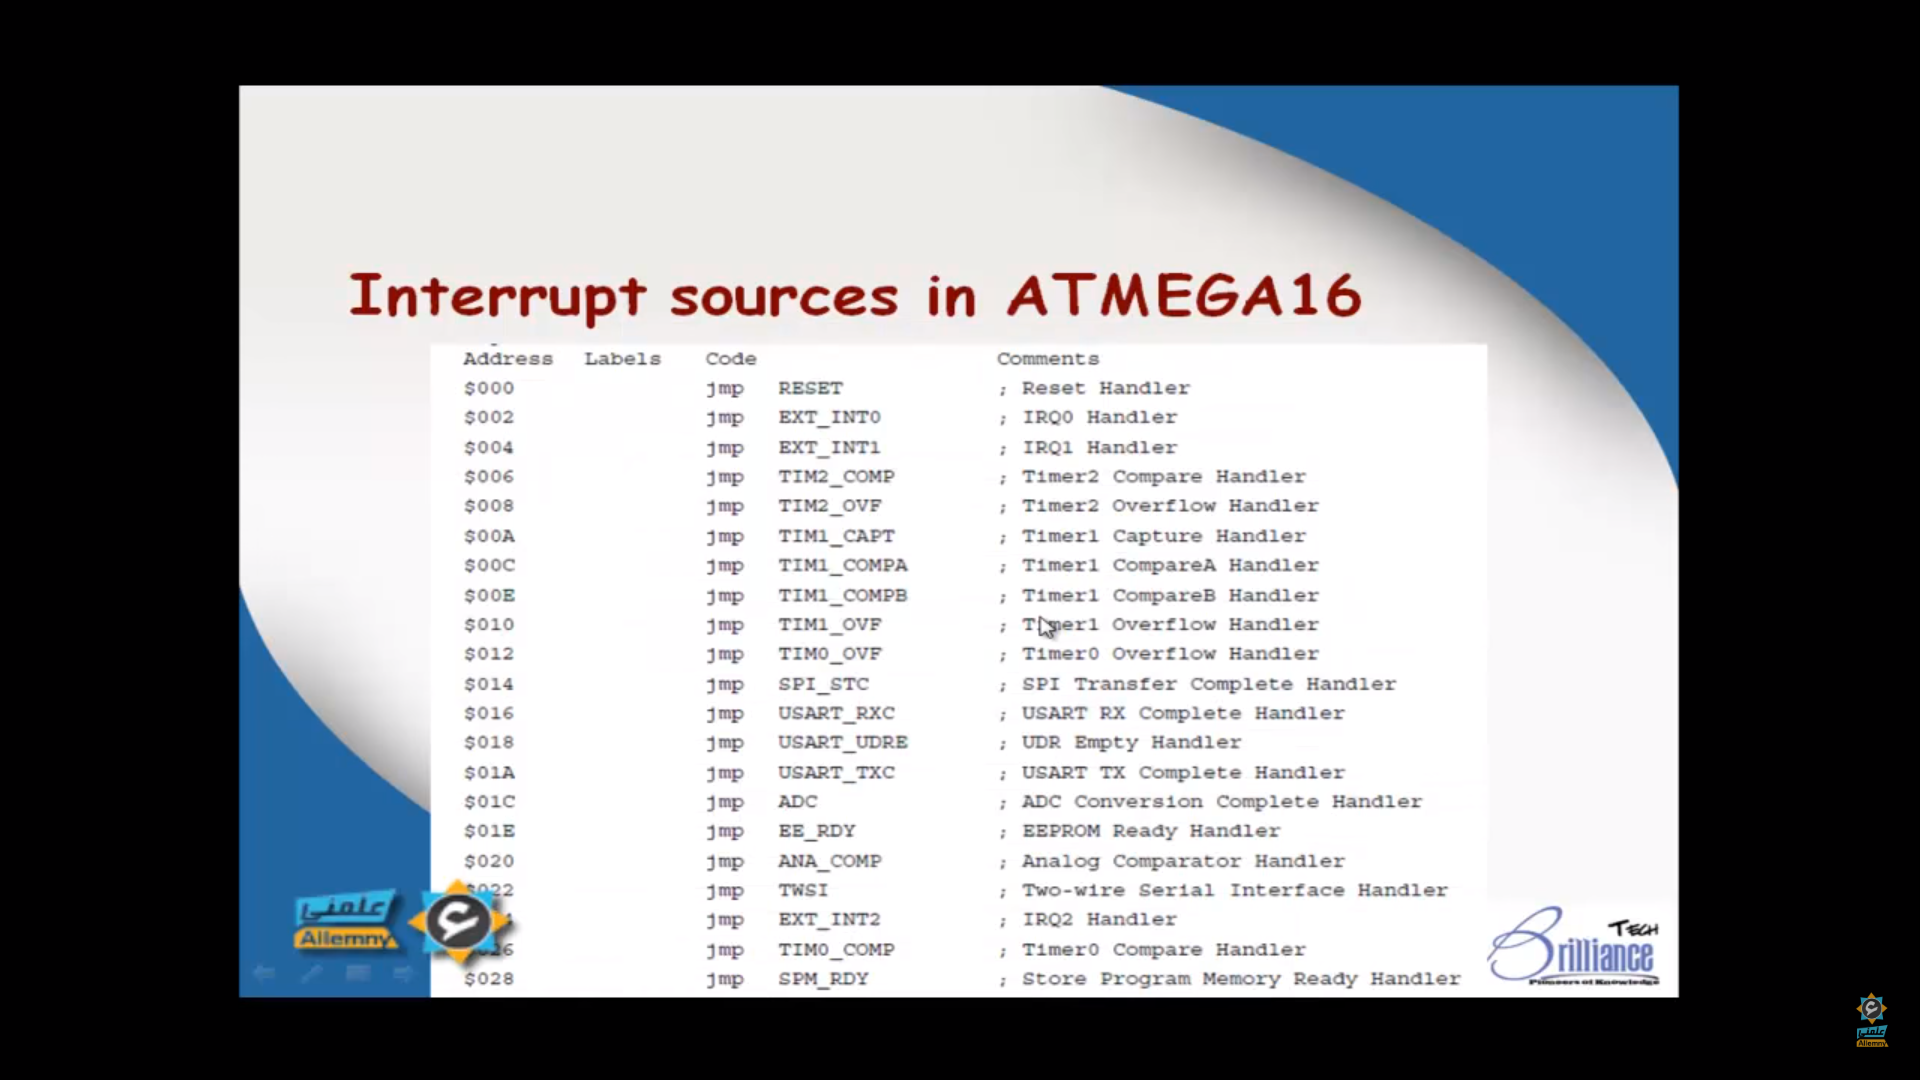 Interrupt sources in ATMEGA16
Address Labels Code Comments
$000 jmp RESET ; Reset Handler
$002 jmp EXT_INT0 ; IRQ0 Handler
$004 jmp EXT_INT1 ; IRQ1 Handler
$006 jmp TIM2_COMP ; Timer2 Compare Handler
$008 jmp TIM2_OVF ; Timer2 Overflow Handler
$00A jmp TIM1_CAPT ; Timer1 Capture Handler
$00C jmp TIM1_COMPA ; Timer1 CompareA Handler
$00E jmp TIM1_COMPB ; Timer1 CompareB Handler
$010 jmp TIM1_OVF ; Timer1 Overflow Handler
$012 jmp TIM0_OVF ; Timer0 Overflow Handler
$014 jmp SPI_STC ; SPI Transfer Complete Handler
$016 jmp USART_RXC ; USART RX Complete Handler
$018 jmp USART_UDRE ; UDR Empty Handler
$01A jmp USART_TXC ; USART TX Complete Handler
$01C jmp ADC ; ADC Conversion Complete Handler
$01E jmp EE_RDY ; EEPROM Ready Handler
$020 jmp ANA_COMP ; Analog Comparator Handler
022 jmp TWSI ; Two-wire Serial Interface Handler
jmp EXT_INT2 ; IRQ2 Handler
026 jmp TIM0_COMP ; Timer0 Compare Handler
$028 jmp SPM_RDY ; Store Program Memory Ready Handler
علمني
Allemny
Brilliance TECH
Pioneers of Knowledge
علمني
Allemny